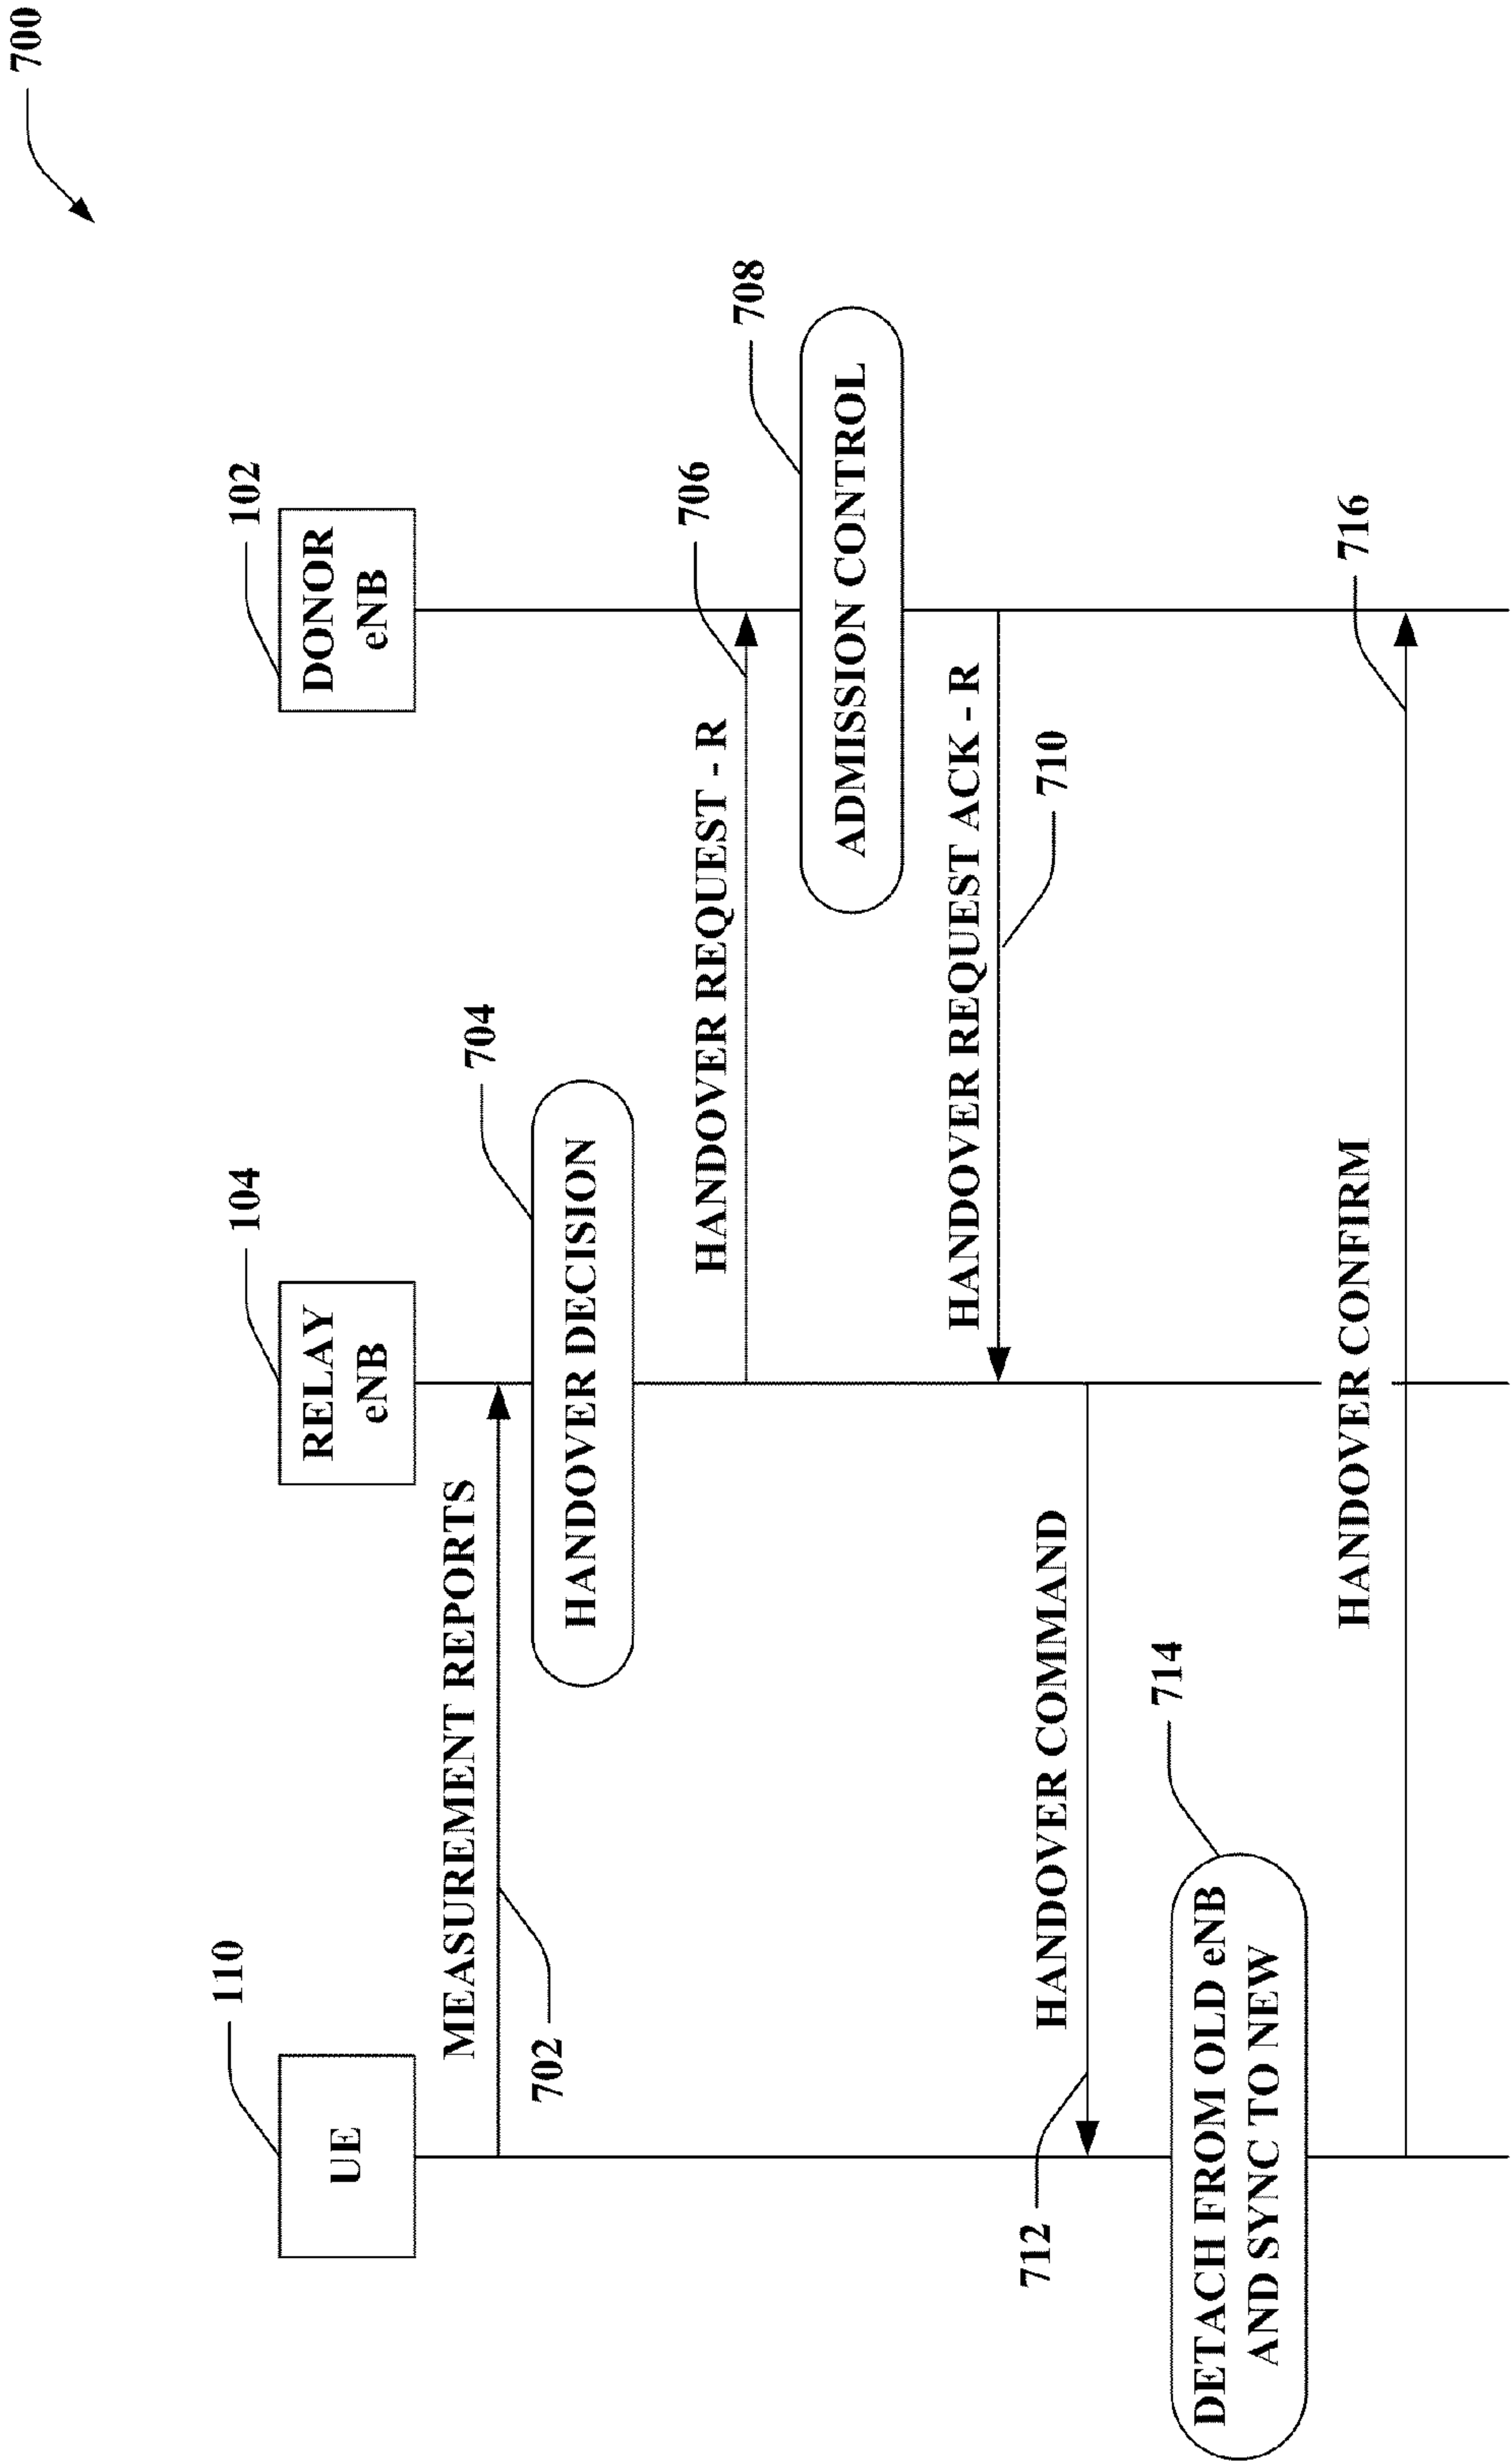 700
110
UE
104
RELAY
eNB
102
DONOR
eNB
MEASUREMENT REPORTS
702
704
HANDOVER DECISION
HANDOVER REQUEST - R
706
708
ADMISSION CONTROL
HANDOVER REQUEST ACK - R
710
HANDOVER COMMAND
712
714
DETACH FROM OLD eNB
AND SYNC TO NEW
HANDOVER CONFIRM
716